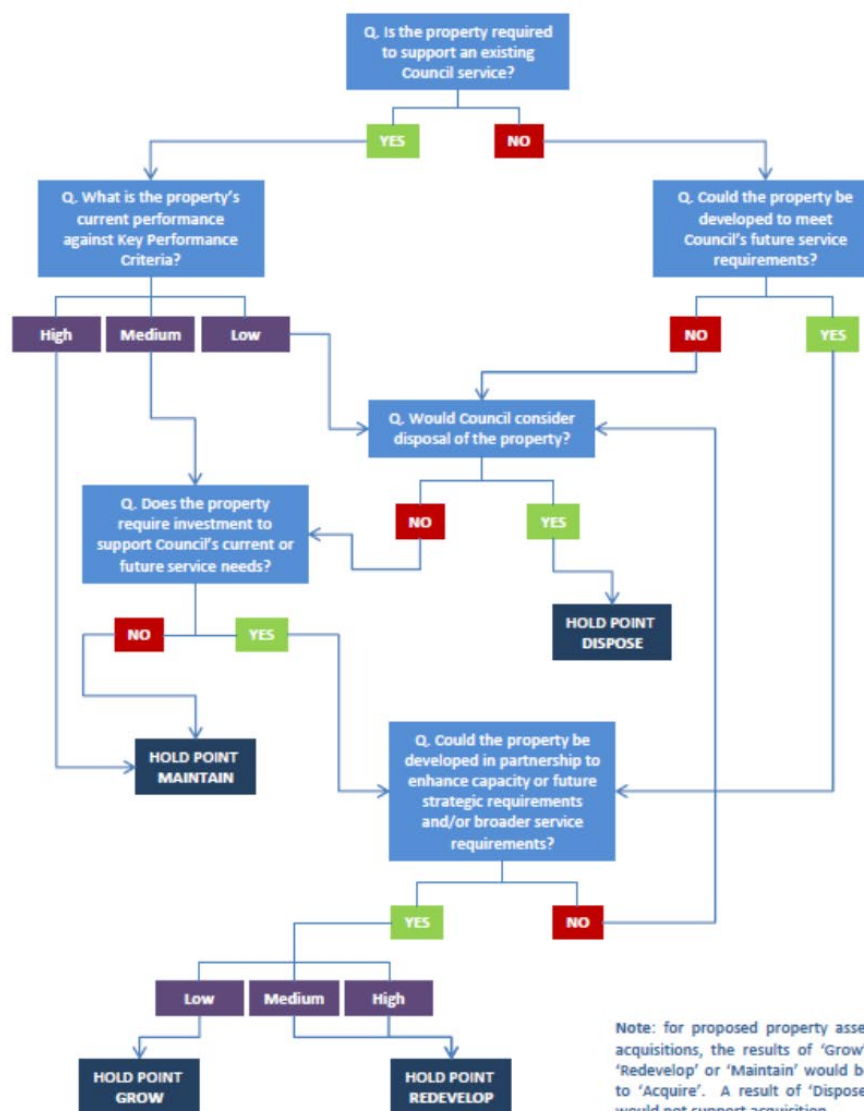 Q. Is the property required
to support an existing
Council service?
YES
NO
Q. What is the property's
current performance
against Key Performance
Criteria?
Q. Could the property be
developed to meet
Council's future service
requirements?
High
Medium
Low
NO
YES
Q. Would Council consider
disposal of the property?
Q. Does the property
require investment to
support Council's current or
future service needs?
NO
YES
HOLD POINT
DISPOSE
NO
YES
HOLD POINT
MAINTAIN
Q. Could the property be
developed in partnership to
enhance capacity or future
strategic requirements
and/or broader service
requirements?
YES
NO
Low
Medium
High
HOLD POINT
GROW
HOLD POINT
REDEVELOP
Note: for proposed property asse
acquisitions, the results of 'Grow'
'Redevelop' or 'Maintain' would be
to 'Acquire'. A result of 'Dispose
would not support acquisition